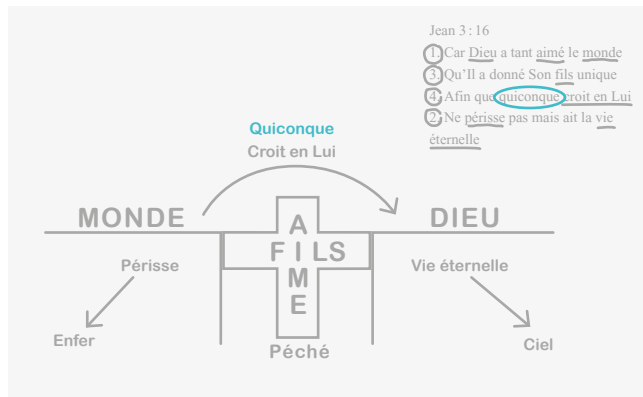 Jean 3 : 16
1. Car Dieu a tant aimé le monde
3. Qu’Il a donné Son fils unique
4. Afin que quiconque croit en Lui
2. Ne périsse pas mais ait la vie
éternelle
Quiconque
Croit en Lui
MONDE
DIEU
AIME
FILS
Périsse
Vie éternelle
Enfer
Péché
Ciel